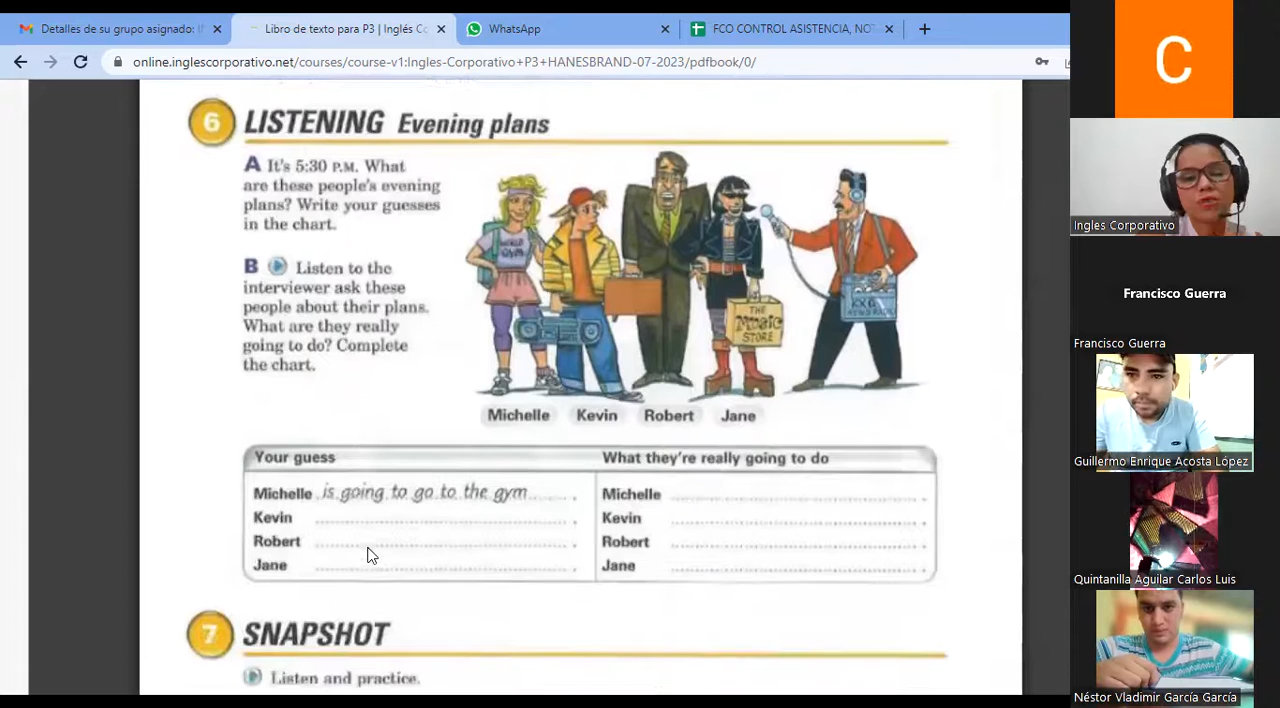 Detalles de su grupo asignado: I
Libro de texto para P3 | Inglés Co
WhatsApp
FCO CONTROL ASISTENCIA, NOT
online.inglescorporativo.net/courses/course-v1:Ingles-Corporativo+P3+HANESBRAND-07-2023/pdfbook/0/
6 LISTENING Evening plans
A It's 5:30 P.M. What
are these people's evening
plans? Write your guesses
in the chart.
B Listen to the
interviewer ask these
people about their plans.
What are they really
going to do? Complete
the chart.
WORLD
GYM
THE
Music
STORE
KXQ
Michelle Kevin Robert Jane
Your guess What they're really going to do
Michelle is going to go to the gym. Michelle
Kevin Kevin
Robert Robert
Jane Jane
7 SNAPSHOT
Listen and practice.
C
Ingles Corporativo
Francisco Guerra
Francisco Guerra
Guillermo Enrique Acosta López
Quintanilla Aguilar Carlos Luis
Néstor Vladimir García García